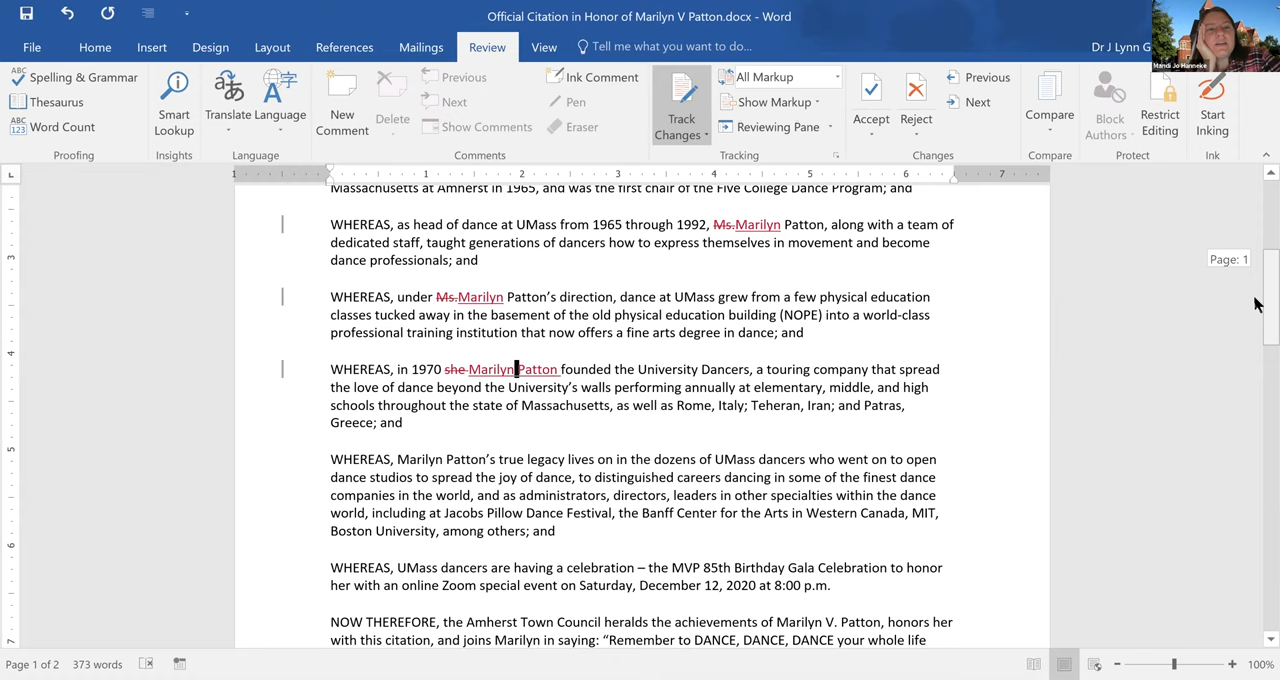 Official Citation in Honor of Marilyn V Patton.docx - Word
File Home Insert Design Layout References Mailings Review View Tell me what you want to do... Dr J Lynn G
Mandi Jo Hanneke
ABC Spelling & Grammar
Thesaurus
ABC 123 Word Count
Proofing
Smart Lookup
Insights
Translate Language
Language
New Comment
Delete
Previous
Next
Show Comments
Ink Comment
Pen
Eraser
Comments
Track Changes
All Markup
Show Markup
Reviewing Pane
Tracking
Accept Reject
Previous
Next
Changes
Compare
Compare
Block Authors
Restrict Editing
Protect
Start Inking
Ink
1 1 2 3 4 5 6 7
Massachusetts at Amherst in 1965, and was the first chair of the Five College Dance Program; and
WHEREAS, as head of dance at UMass from 1965 through 1992, Ms.Marilyn Patton, along with a team of
dedicated staff, taught generations of dancers how to express themselves in movement and become
dance professionals; and
WHEREAS, under Ms.Marilyn Patton’s direction, dance at UMass grew from a few physical education
classes tucked away in the basement of the old physical education building (NOPE) into a world-class
professional training institution that now offers a fine arts degree in dance; and
WHEREAS, in 1970 she Marilyn Patton founded the University Dancers, a touring company that spread
the love of dance beyond the University’s walls performing annually at elementary, middle, and high
schools throughout the state of Massachusetts, as well as Rome, Italy; Teheran, Iran; and Patras,
Greece; and
WHEREAS, Marilyn Patton’s true legacy lives on in the dozens of UMass dancers who went on to open
dance studios to spread the joy of dance, to distinguished careers dancing in some of the finest dance
companies in the world, and as administrators, directors, leaders in other specialties within the dance
world, including at Jacobs Pillow Dance Festival, the Banff Center for the Arts in Western Canada, MIT,
Boston University, among others; and
WHEREAS, UMass dancers are having a celebration – the MVP 85th Birthday Gala Celebration to honor
her with an online Zoom special event on Saturday, December 12, 2020 at 8:00 p.m.
NOW THEREFORE, the Amherst Town Council heralds the achievements of Marilyn V. Patton, honors her
with this citation, and joins Marilyn in saying: “Remember to DANCE, DANCE, DANCE your whole life
Page: 1
3
4
5
6
7
Page 1 of 2 373 words 100%